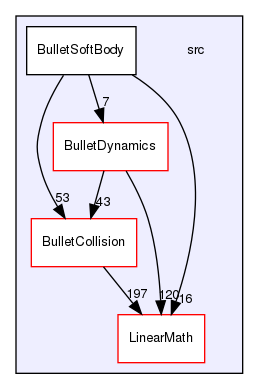 BulletSoftBody
src
7
BulletDynamics
53
43
BulletCollision
197
120
16
LinearMath